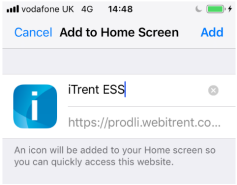 vodafone UK 4G 14:48
Cancel Add to Home Screen Add
iTrent ESS
https://prodli.webitrent.co...
An icon will be added to your Home screen so
you can quickly access this website.